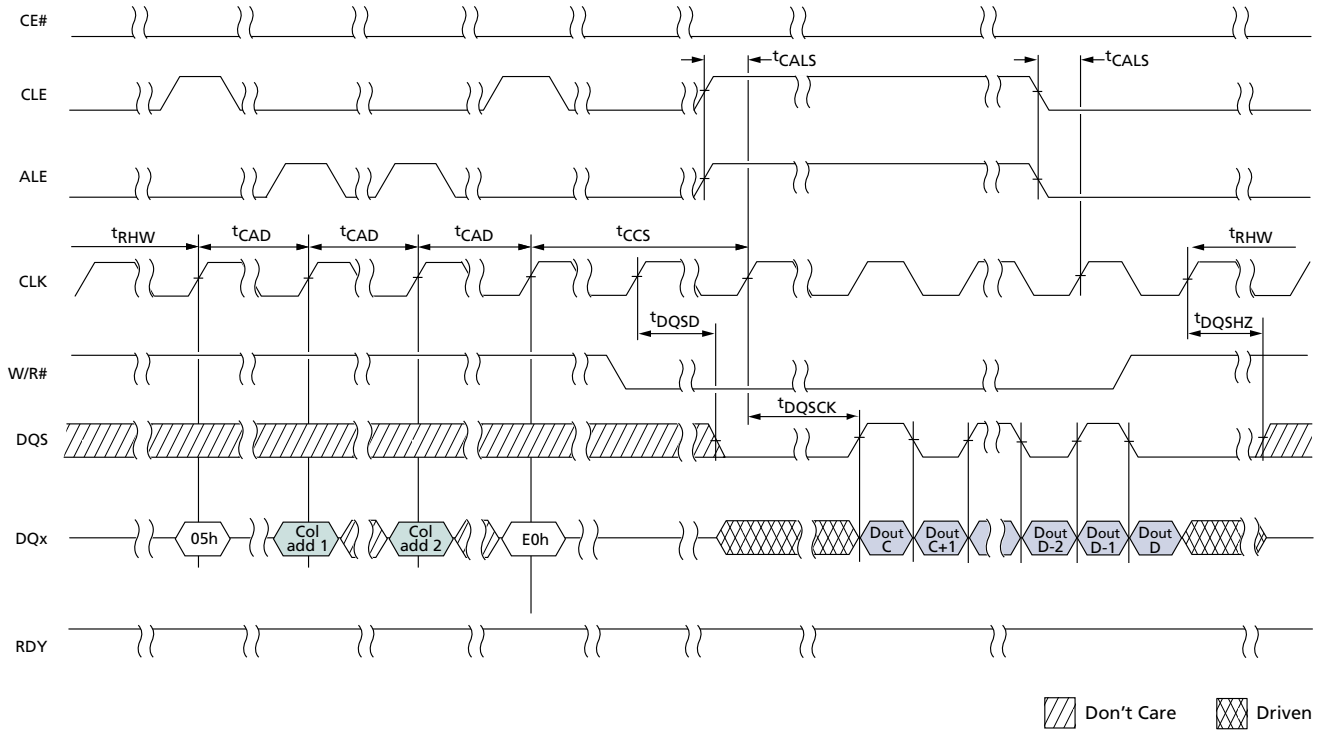 CE#
tCALS
tCALS
CLE
ALE
tRHW
tCAD
tCAD
tCAD
tCCS
tRHW
CLK
tDQSD
tDQSHZ
W/R#
tDQSCK
DQS
DQx
05h
Col
add 1
Col
add 2
E0h
Dout
C
Dout
C+1
Dout
D-2
Dout
D-1
Dout
D
RDY
Don't Care
Driven